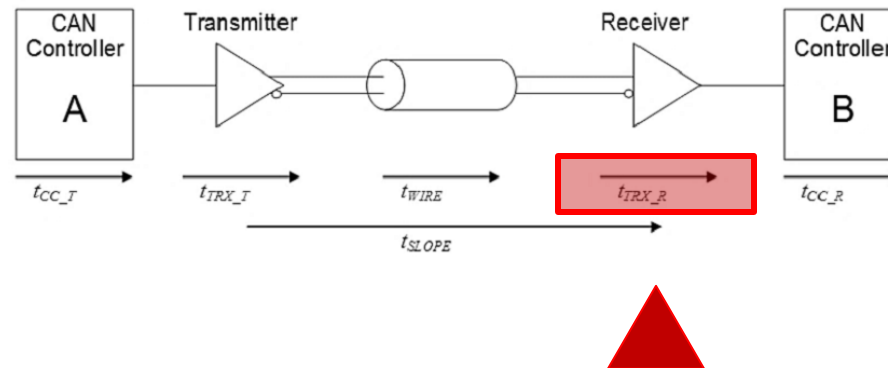 CAN
Controller
A
Transmitter
Receiver
CAN
Controller
B
tCC_T
tTRX_T
tWIRE
tTRX_R
tCC_R
tSLOPE